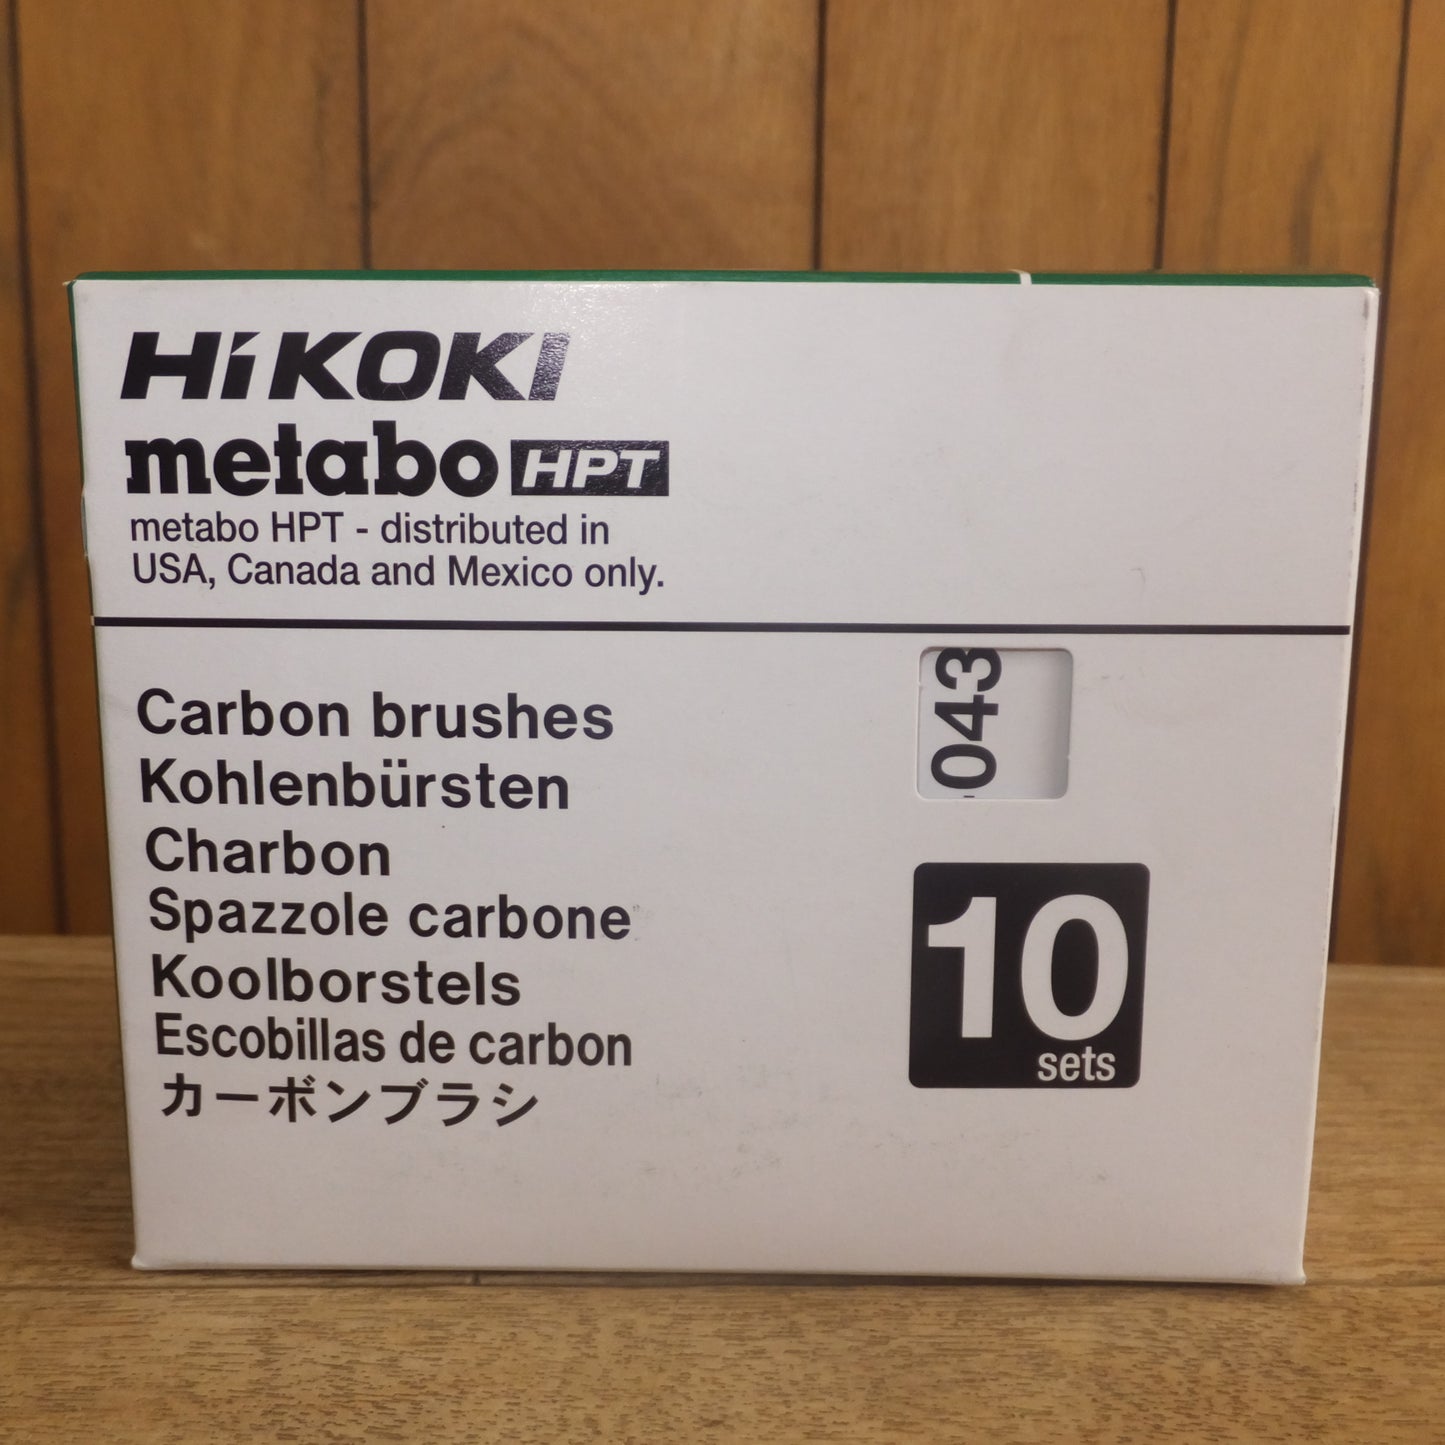 HiKOKI
metabo HPT
metabo HPT - distributed in
USA, Canada and Mexico only.
Carbon brushes
Kohlenbürsten
Charbon
Spazzole carbone
Koolborstels
Escobillas de carbon
カーボンブラシ
043
10
sets